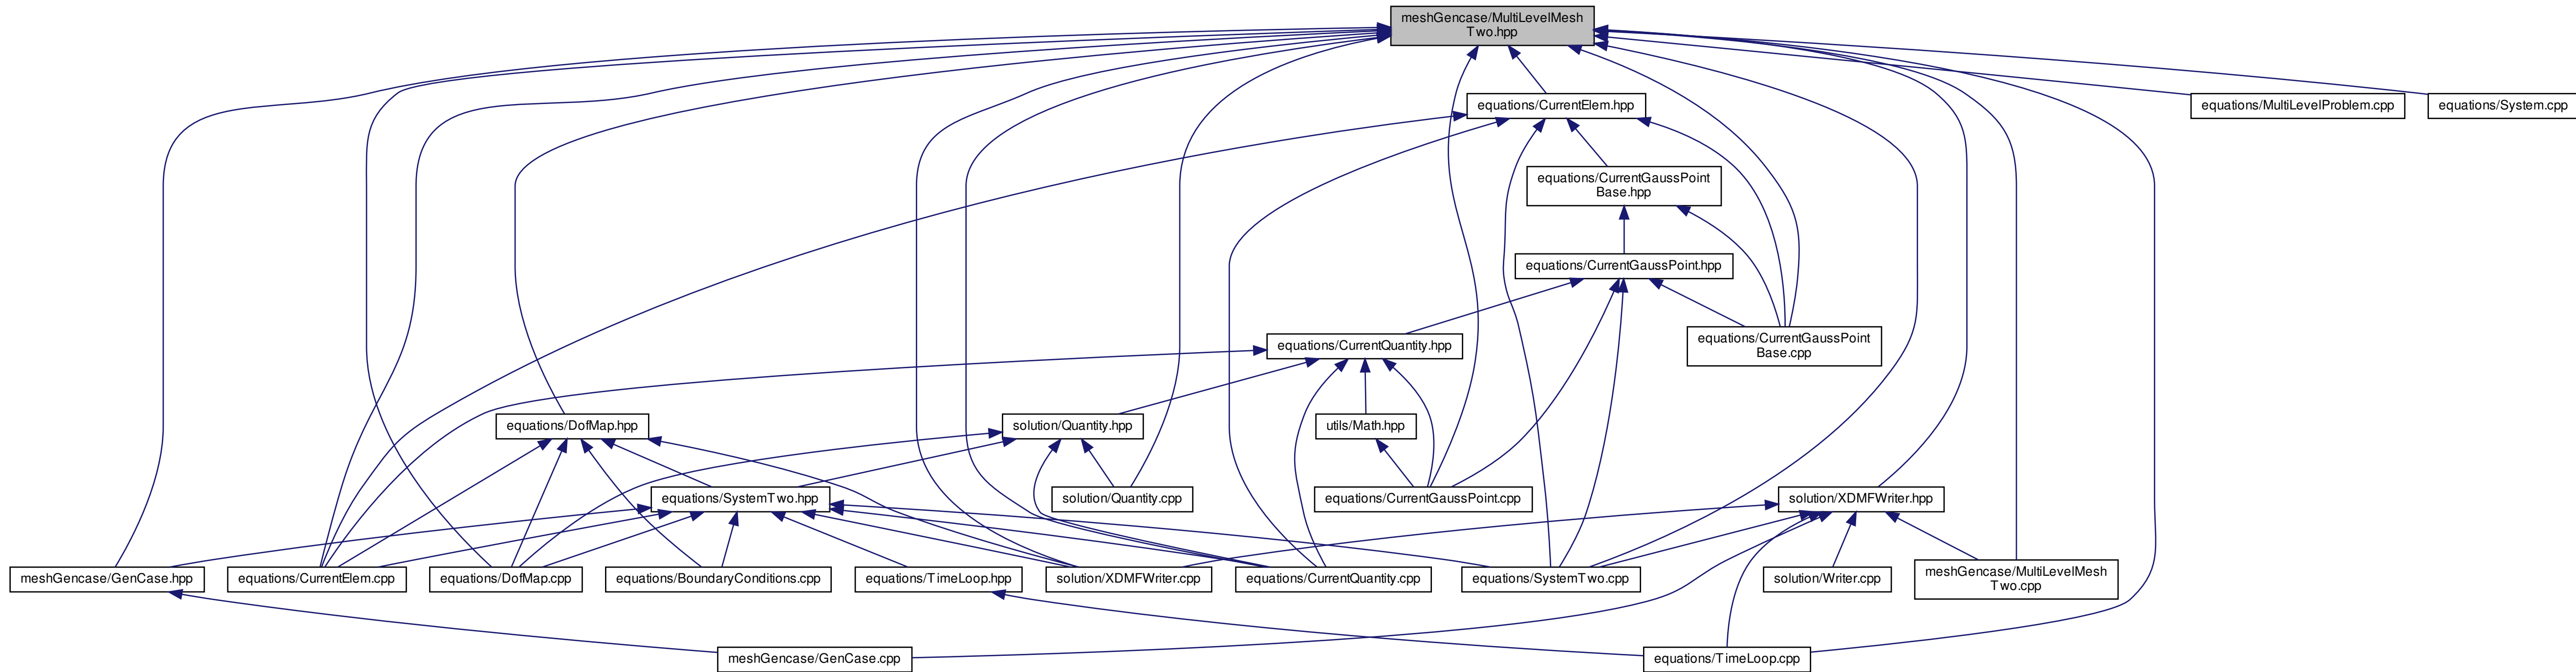 meshGencase/MultiLevelMesh
Two.hpp
equations/CurrentElem.hpp
equations/MultiLevelProblem.cpp
equations/System.cpp
equations/CurrentGaussPoint
Base.hpp
equations/CurrentGaussPoint.hpp
equations/CurrentQuantity.hpp
equations/CurrentGaussPoint
Base.cpp
equations/DofMap.hpp
solution/Quantity.hpp
utils/Math.hpp
equations/SystemTwo.hpp
solution/Quantity.cpp
equations/CurrentGaussPoint.cpp
solution/XDMFWriter.hpp
meshGencase/GenCase.hpp
equations/CurrentElem.cpp
equations/DofMap.cpp
equations/BoundaryConditions.cpp
equations/TimeLoop.hpp
solution/XDMFWriter.cpp
equations/CurrentQuantity.cpp
equations/SystemTwo.cpp
solution/Writer.cpp
meshGencase/MultiLevelMesh
Two.cpp
meshGencase/GenCase.cpp
equations/TimeLoop.cpp